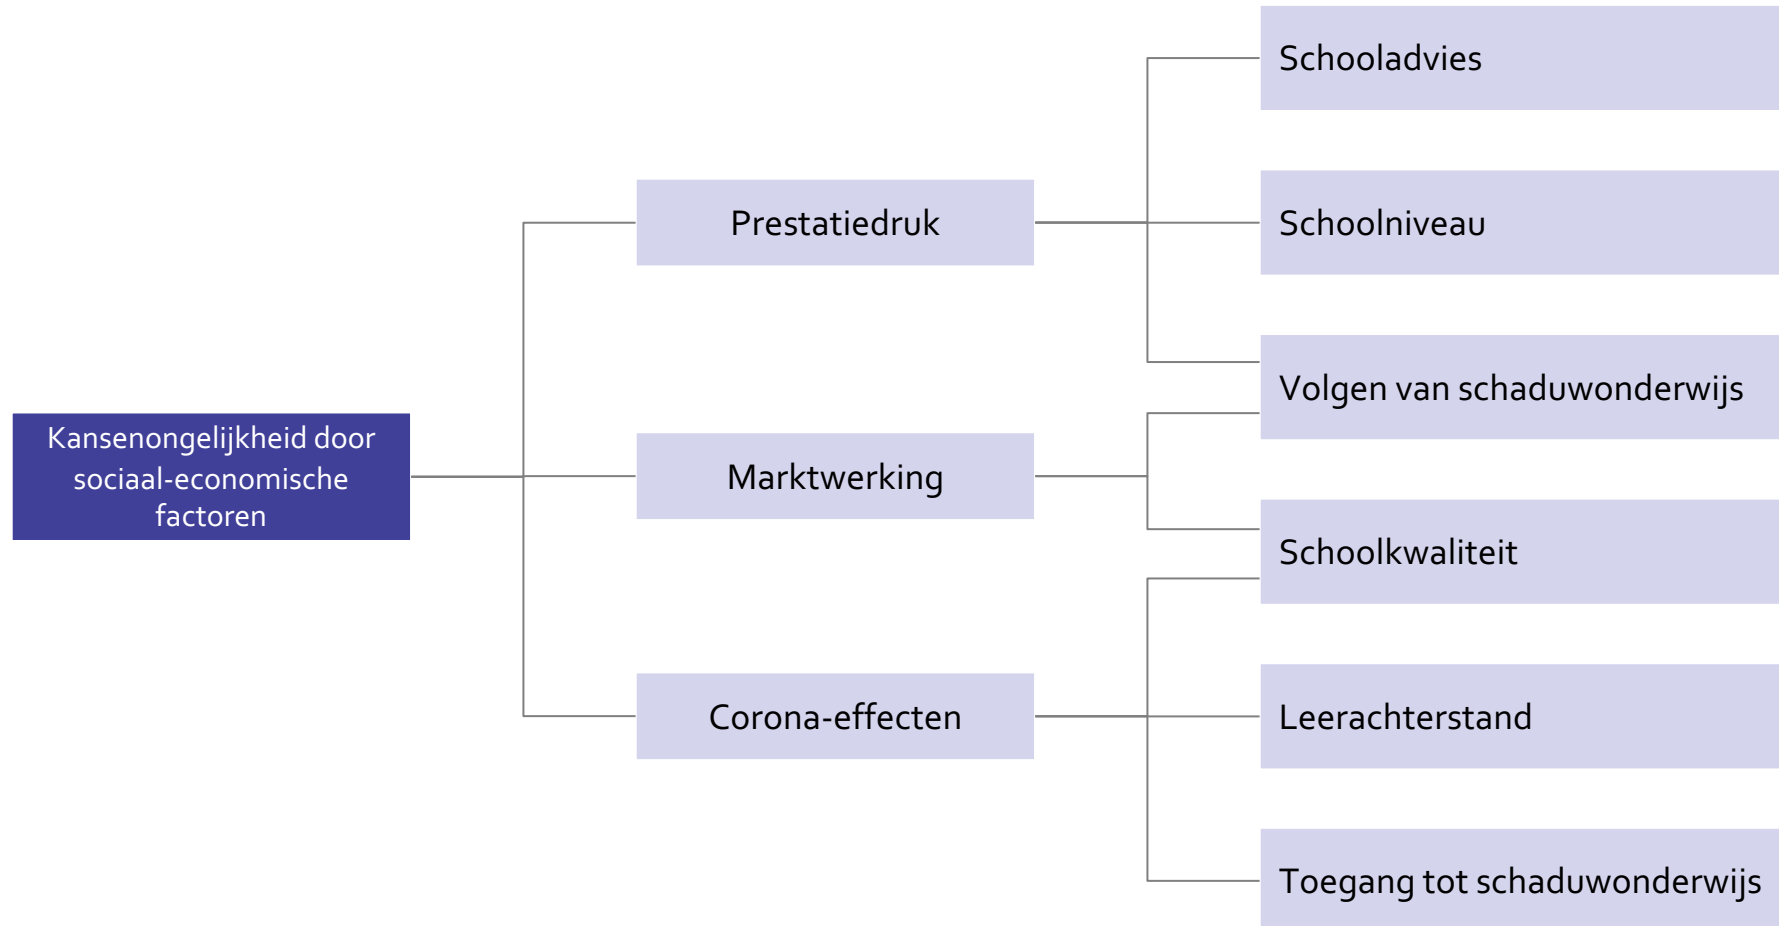 Kansenongelijkheid door
sociaal-economische
factoren
Prestatiedruk
Marktwerking
Corona-effecten
Schooladvies
Schoolniveau
Volgen van schaduwonderwijs
Schoolkwaliteit
Leerachterstand
Toegang tot schaduwonderwijs